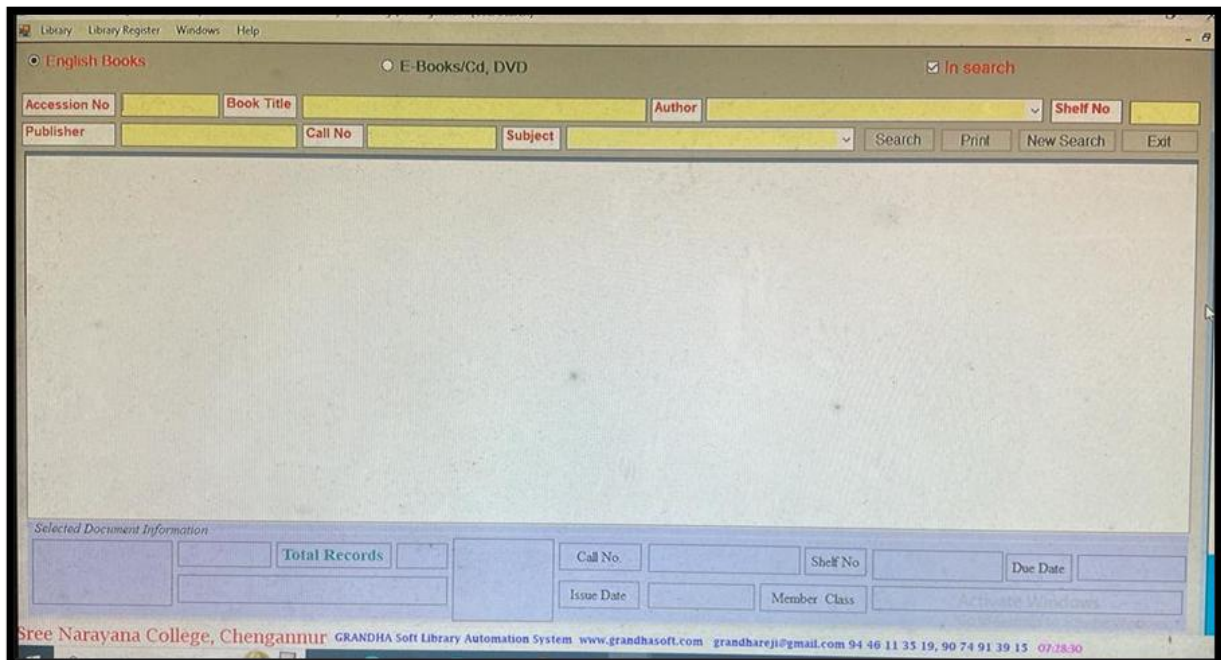 Library Library Register Windows Help
English Books E-Books/Cd, DVD In search
Accession No Book Title Author Shelf No
Publisher Call No Subject Search Print New Search Exit
Selected Document Information
Total Records Call No. Shelf No Due Date
Issue Date Member Class
Activate Windows
Sree Narayana College, Chengannur GRANDHA Soft Library Automation System www.grandhasoft.com grandhareji@gmail.com 94 46 11 35 19, 90 74 91 39 15 07:28:30